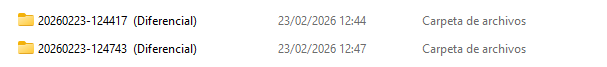 20260223-124417 (Diferencial) 23/02/2026 12:44 Carpeta de archivos
20260223-124743 (Diferencial) 23/02/2026 12:47 Carpeta de archivos